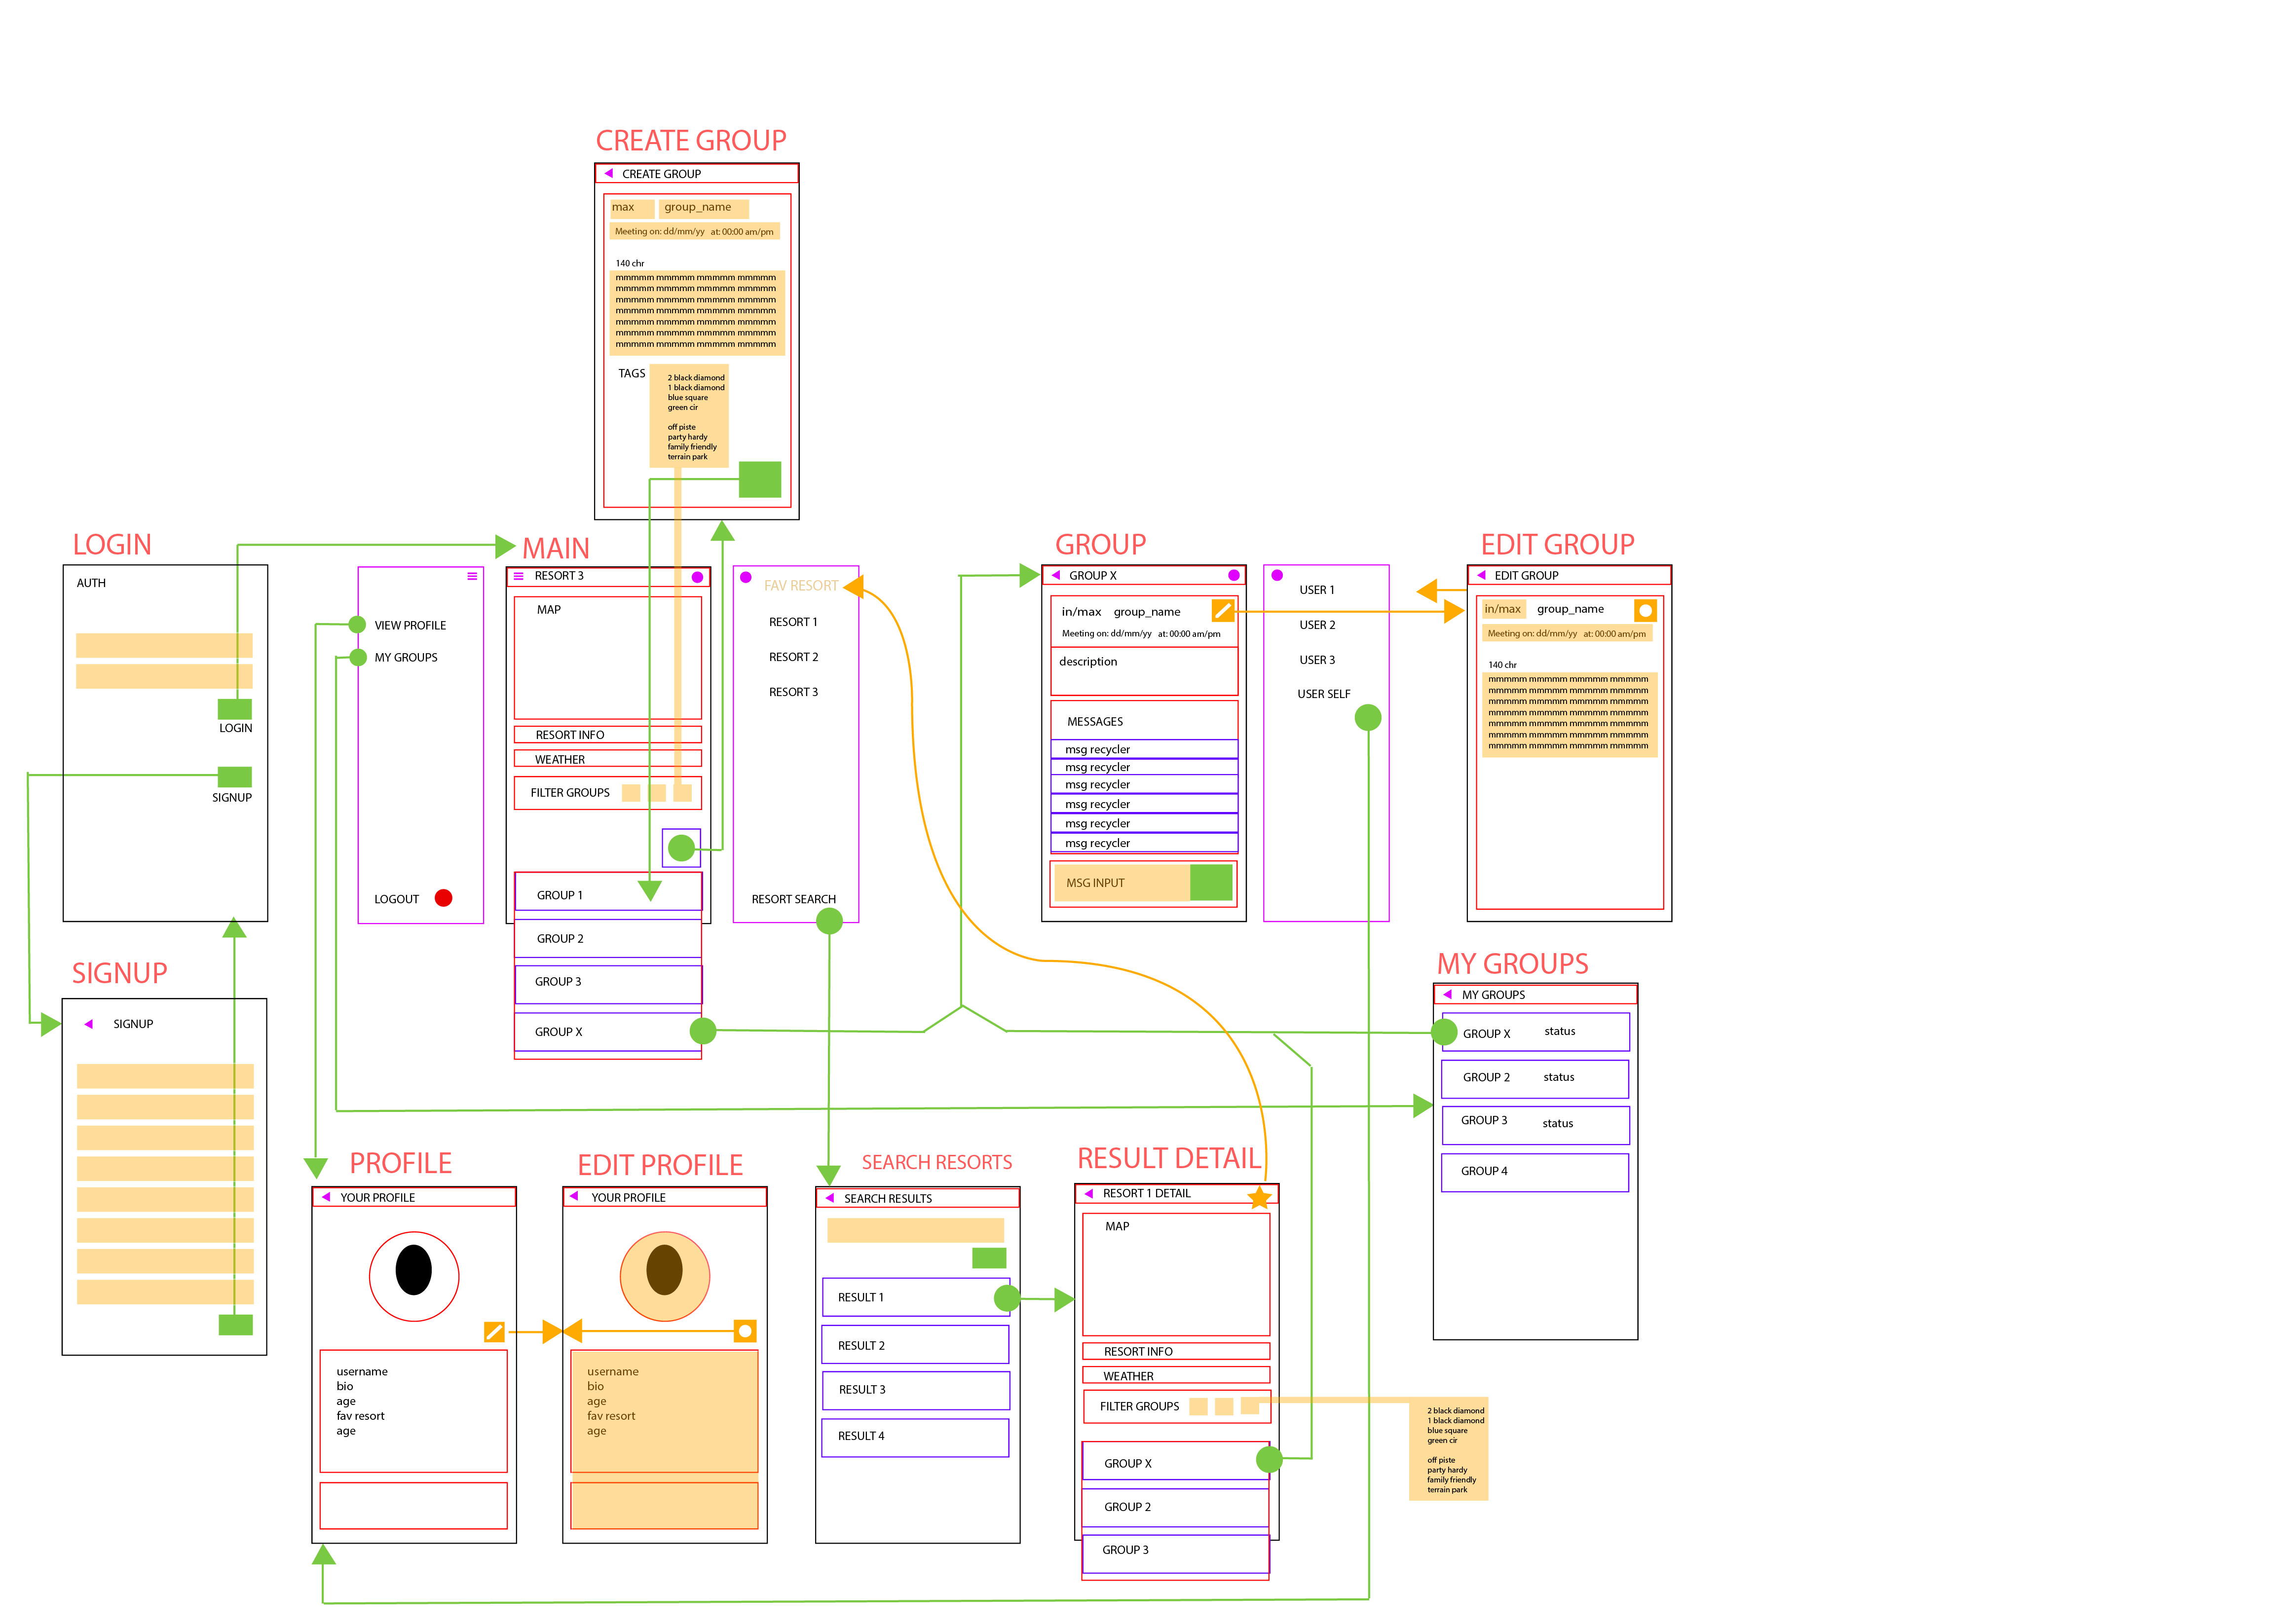 CREATE GROUP
CREATE GROUP
max group_name
Meeting on: dd/mm/yy at: 00:00 am/pm
140 chr
mmmmm mmmmm mmmmm mmmmm
mmmmm mmmmm mmmmm mmmmm
mmmmm mmmmm mmmmm mmmmm
mmmmm mmmmm mmmmm mmmmm
mmmmm mmmmm mmmmm mmmmm
mmmmm mmmmm mmmmm mmmmm
mmmmm mmmmm mmmmm mmmmm
TAGS
2 black diamond
1 black diamond
blue square
green cir
off piste
party hardy
family friendly
terrain park
LOGIN
AUTH
LOGIN
SIGNUP
VIEW PROFILE
MY GROUPS
LOGOUT
MAIN
RESORT 3
MAP
RESORT INFO
WEATHER
FILTER GROUPS
GROUP 1
GROUP 2
GROUP 3
GROUP X
FAV RESORT
RESORT 1
RESORT 2
RESORT 3
RESORT SEARCH
GROUP
GROUP X
in/max group_name
Meeting on: dd/mm/yy at: 00:00 am/pm
description
MESSAGES
msg recycler
msg recycler
msg recycler
msg recycler
msg recycler
msg recycler
MSG INPUT
USER 1
USER 2
USER 3
USER SELF
EDIT GROUP
EDIT GROUP
in/max group_name
Meeting on: dd/mm/yy at: 00:00 am/pm
140 chr
mmmmm mmmmm mmmmm mmmmm
mmmmm mmmmm mmmmm mmmmm
mmmmm mmmmm mmmmm mmmmm
mmmmm mmmmm mmmmm mmmmm
mmmmm mmmmm mmmmm mmmmm
mmmmm mmmmm mmmmm mmmmm
mmmmm mmmmm mmmmm mmmmm
SIGNUP
SIGNUP
MY GROUPS
MY GROUPS
GROUP X status
GROUP 2 status
GROUP 3 status
GROUP 4
PROFILE
YOUR PROFILE
username
bio
age
fav resort
age
EDIT PROFILE
YOUR PROFILE
username
bio
age
fav resort
age
SEARCH RESORTS
SEARCH RESULTS
RESULT 1
RESULT 2
RESULT 3
RESULT 4
RESULT DETAIL
RESORT 1 DETAIL
MAP
RESORT INFO
WEATHER
FILTER GROUPS
GROUP X
GROUP 2
GROUP 3
2 black diamond
1 black diamond
blue square
green cir
off piste
party hardy
family friendly
terrain park